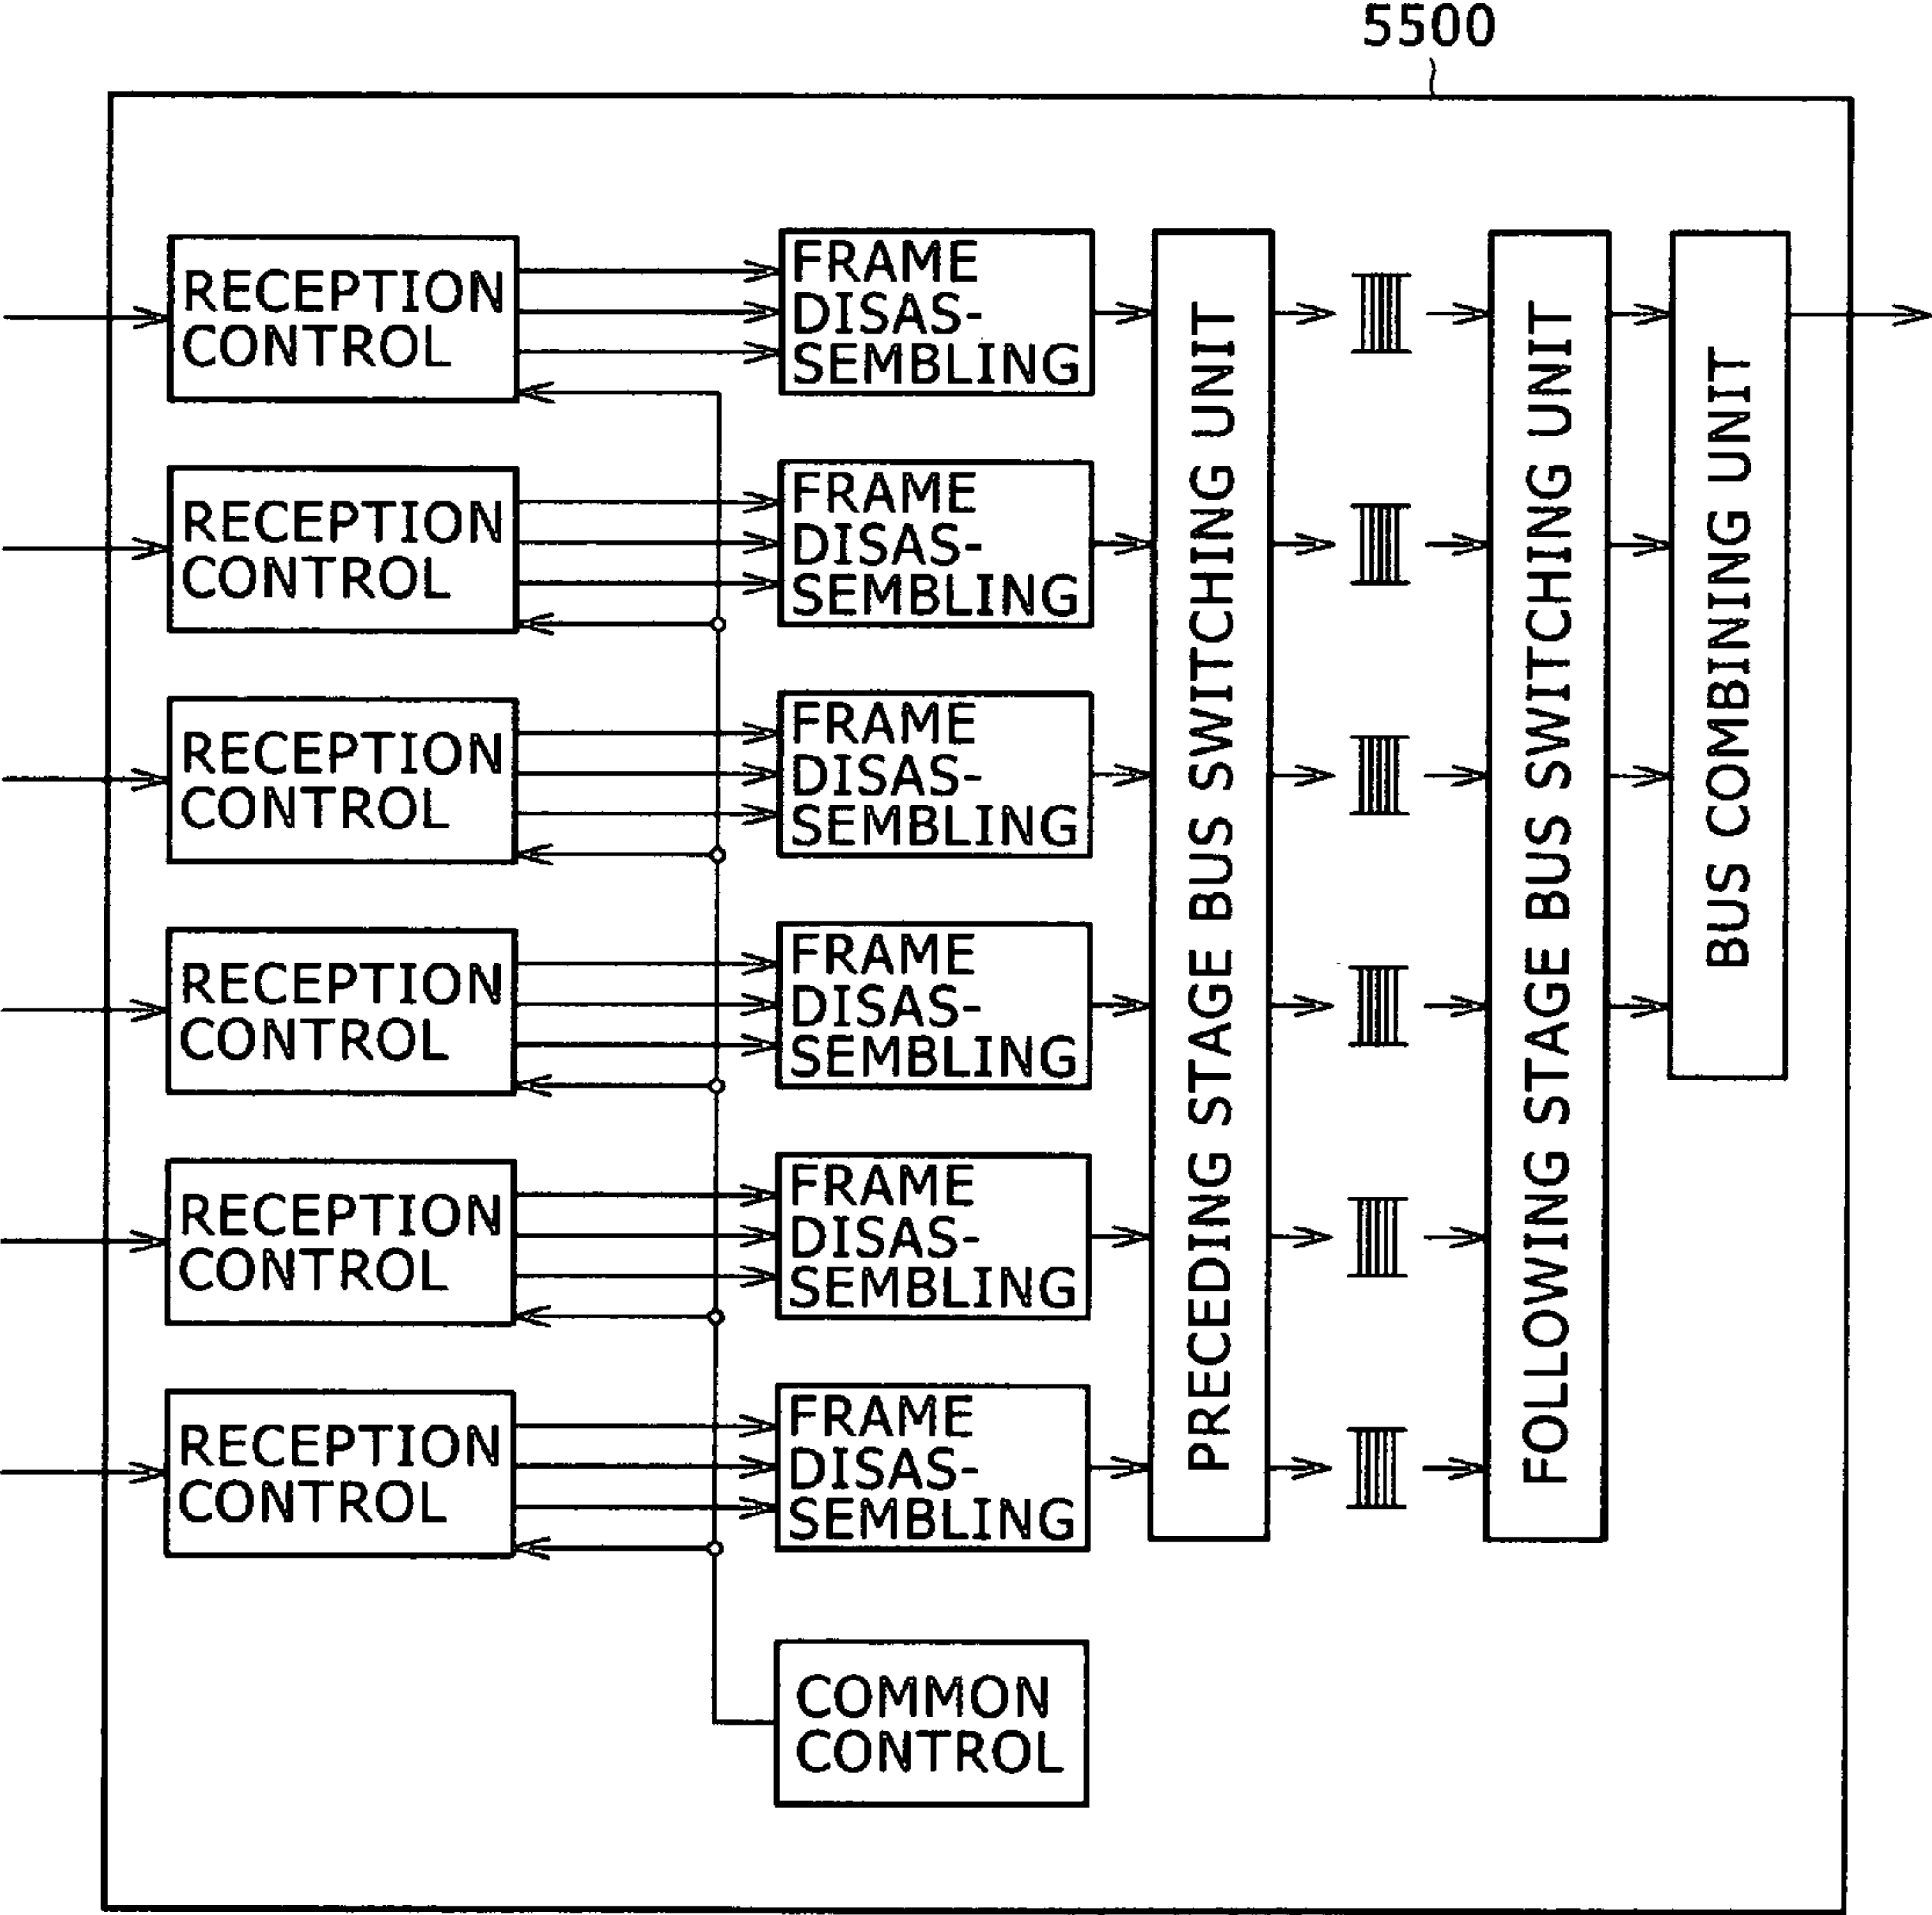 5500
RECEPTION
CONTROL
FRAME
DISAS-
SEMBLING
RECEPTION
CONTROL
FRAME
DISAS-
SEMBLING
RECEPTION
CONTROL
FRAME
DISAS-
SEMBLING
RECEPTION
CONTROL
FRAME
DISAS-
SEMBLING
RECEPTION
CONTROL
FRAME
DISAS-
SEMBLING
RECEPTION
CONTROL
FRAME
DISAS-
SEMBLING
PRECEDING STAGE BUS SWITCHING UNIT
FOLLOWING STAGE BUS SWITCHING UNIT
BUS COMBINING UNIT
COMMON
CONTROL